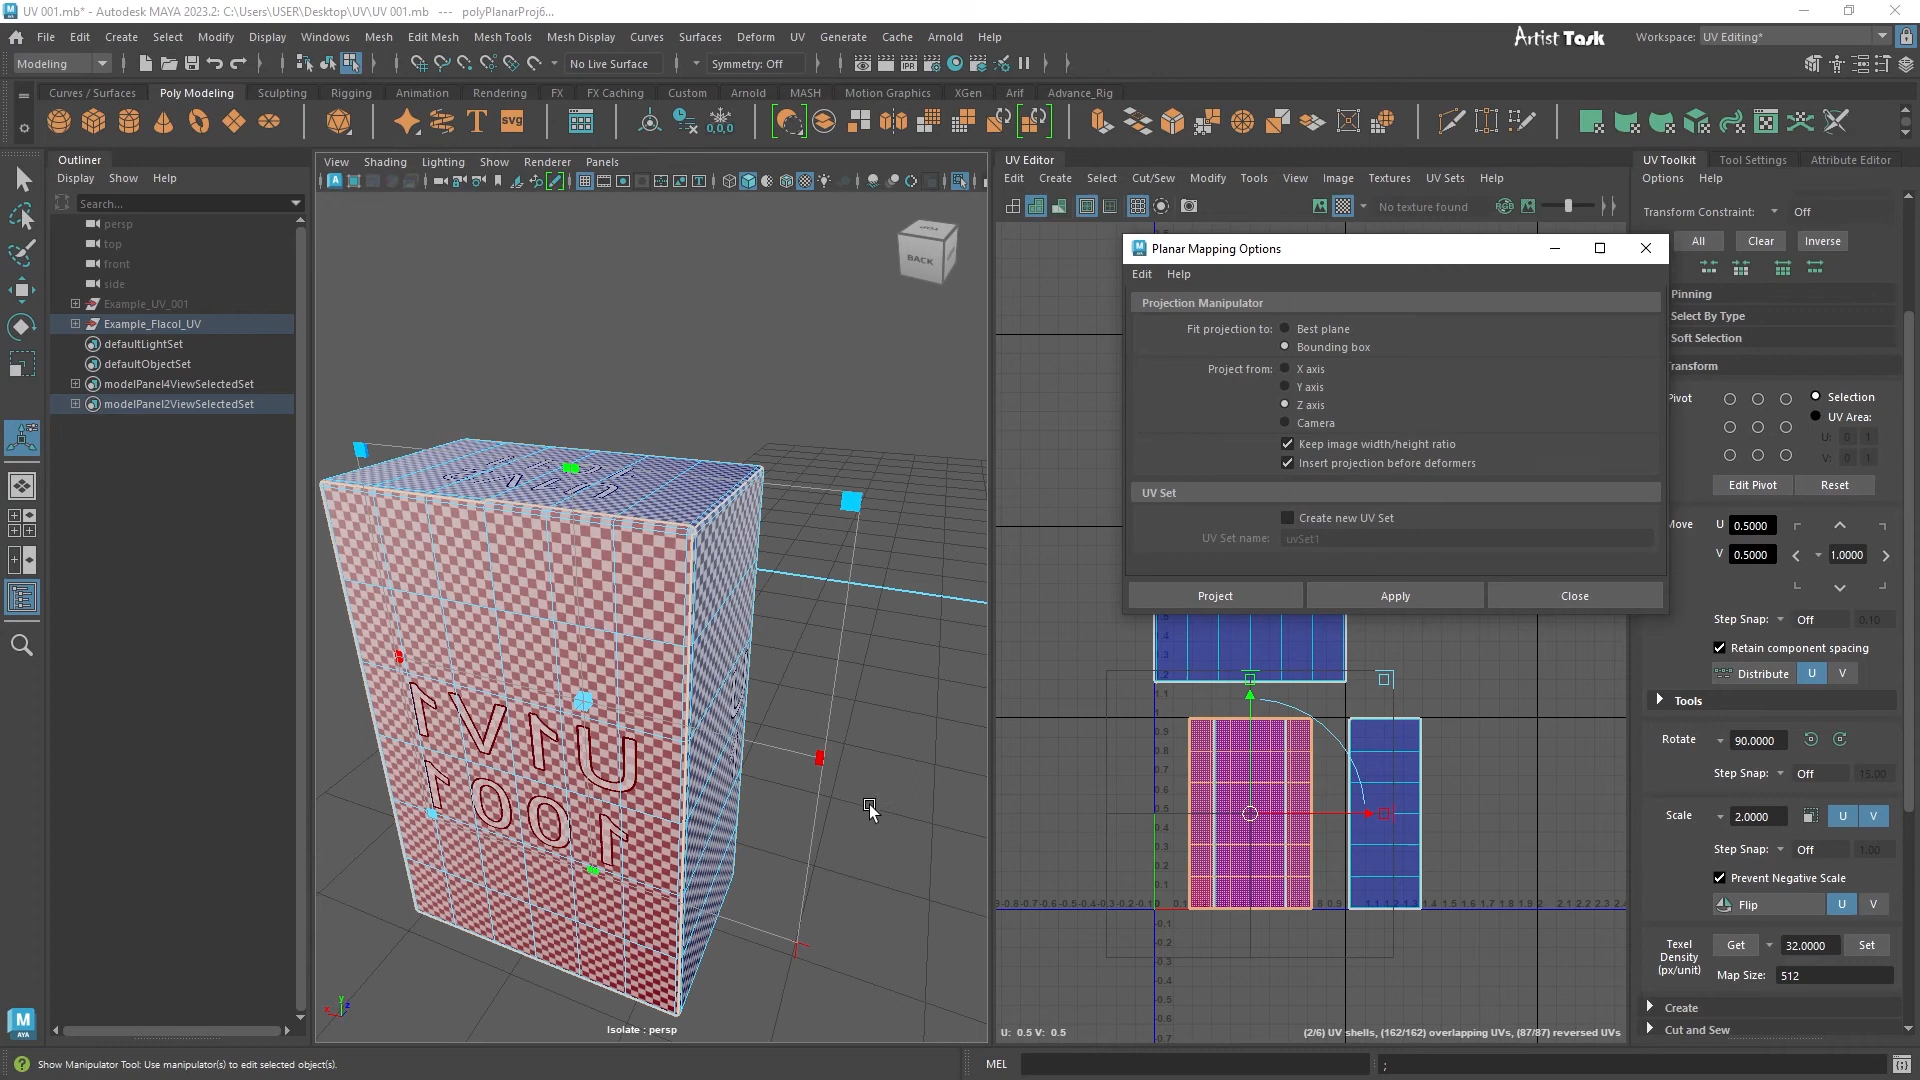 UV 001.mb* - Autodesk MAYA 2023.2: C:\Users\USER\Desktop\UV\UV 001.mb --- polyPlanarProj6...
File Edit Create Select Modify Display Windows Mesh Edit Mesh Mesh Tools Mesh Display Curves Surfaces Deform UV Generate Cache Arnold Help
Artist Task
Workspace: UV Editing*
Modeling
No Live Surface
Symmetry: Off
Curves / Surfaces Poly Modeling Sculpting Rigging Animation Rendering FX FX Caching Custom Arnold MASH Motion Graphics XGen Arif Advance_Rig
Outliner
Display Show Help
Search...
persp
top
front
side
Example_UV_001
Example_Flacol_UV
defaultLightSet
defaultObjectSet
modelPanel4ViewSelectedSet
modelPanel2ViewSelectedSet
View Shading Lighting Show Renderer Panels
BACK
Isolate : persp
UV Editor
Edit Create Select Cut/Sew Modify Tools View Image Textures UV Sets Help
No texture found
Planar Mapping Options
Edit Help
Projection Manipulator
Fit projection to: Best plane
Bounding box
Project from: X axis
Y axis
Z axis
Camera
Keep image width/height ratio
Insert projection before deformers
UV Set
Create new UV Set
UV Set name: uvSet1
Project Apply Close
U: 0.5 V: 0.5
(2/6) UV shells, (162/162) overlapping UVs, (87/87) reversed UVs
UV Toolkit Tool Settings Attribute Editor
Options Help
Transform Constraint: Off
All Clear Inverse
Pinning
Select By Type
Soft Selection
ransform
Pivot Selection
UV Area:
U: 0 1
V: 0 1
Edit Pivot Reset
Move U 0.5000
V 0.5000 1.0000
Step Snap: Off 0.10
Retain component spacing
Distribute U V
Tools
Rotate 90.0000
Step Snap: Off 15.00
Scale 2.0000 U V
Step Snap: Off 1.00
Prevent Negative Scale
Flip U V
Texel Density (px/unit) Get 32.0000 Set
Map Size: 512
Create
Cut and Sew
Show Manipulator Tool: Use manipulator(s) to edit selected object(s).
MEL
;